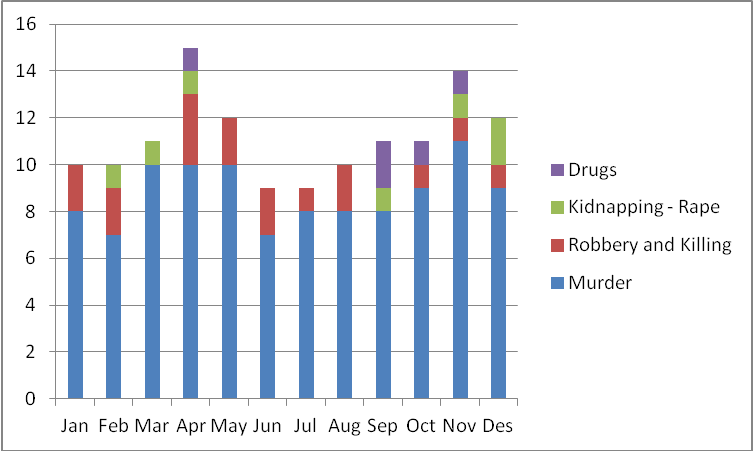 16
14
12
10
8
6
4
2
0
Jan Feb Mar Apr May Jun Jul Aug Sep Oct Nov Des
Drugs
Kidnapping - Rape
Robbery and Killing
Murder